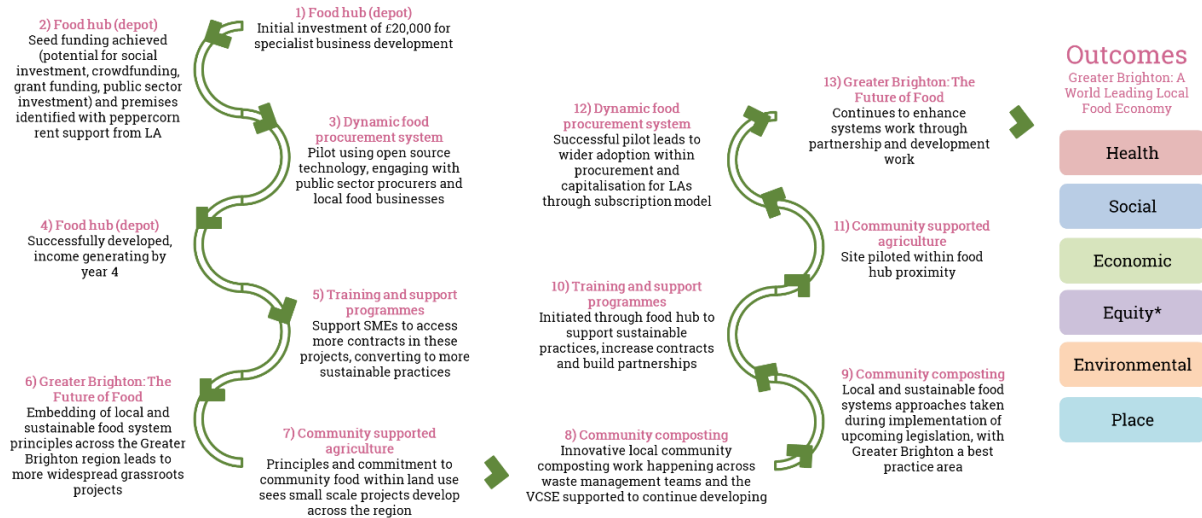 1) Food hub (depot)
Initial investment of £20,000 for
specialist business development
2) Food hub (depot)
Seed funding achieved
(potential for social
investment, crowdfunding,
grant funding, public sector
investment) and premises
identified with peppercorn
rent support from LA
3) Dynamic food
procurement system
Pilot using open source
technology, engaging with
public sector procurers and
local food businesses
4) Food hub (depot)
Successfully developed,
income generating by
year 4
5) Training and support
programmes
Support SMEs to access
more contracts in these
projects, converting to more
sustainable practices
6) Greater Brighton: The
Future of Food
Embedding of local and
sustainable food system
principles across the Greater
Brighton region leads to
more widespread grassroots
projects
7) Community supported
agriculture
Principles and commitment to
community food within land use
sees small scale projects develop
across the region
8) Community composting
Innovative local community
composting work happening across
waste management teams and the
VCSE supported to continue developing
9) Community composting
Local and sustainable food
systems approaches taken
during implementation of
upcoming legislation, with
Greater Brighton a best
practice area
10) Training and support
programmes
Initiated through food hub to
support sustainable
practices, increase contracts
and build partnerships
11) Community supported
agriculture
Site piloted within food
hub proximity
12) Dynamic food
procurement system
Successful pilot leads to
wider adoption within
procurement and
capitalisation for LAs
through subscription model
13) Greater Brighton: The
Future of Food
Continues to enhance
systems work through
partnership and development
work
Outcomes
Greater Brighton: A
World Leading Local
Food Economy
Health
Social
Economic
Equity*
Environmental
Place